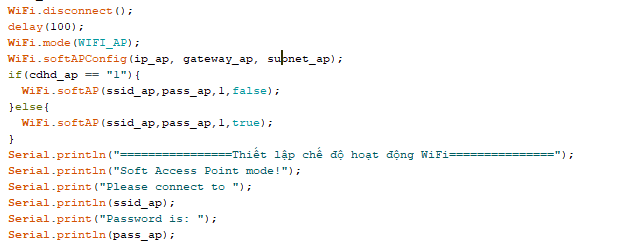 WiFi.disconnect();
delay(100);
WiFi.mode(WIFI_AP);
WiFi.softAPConfig(ip_ap, gateway_ap, subnet_ap);
if(cdhd_ap == "1"){
  WiFi.softAP(ssid_ap,pass_ap,1,false);
}else{
  WiFi.softAP(ssid_ap,pass_ap,1,true);
}
Serial.println("================Thiết lập chế độ hoạt động WiFi===============");
Serial.println("Soft Access Point mode!");
Serial.print("Please connect to ");
Serial.println(ssid_ap);
Serial.print("Password is: ");
Serial.println(pass_ap);